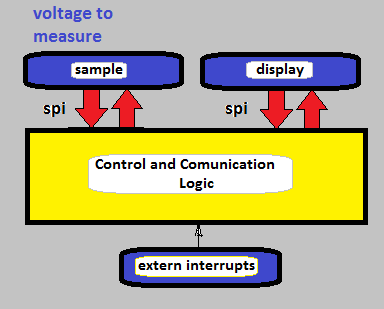 voltage to
measure
sample
display
spi
spi
Control and Comunication
Logic
extern interrupts